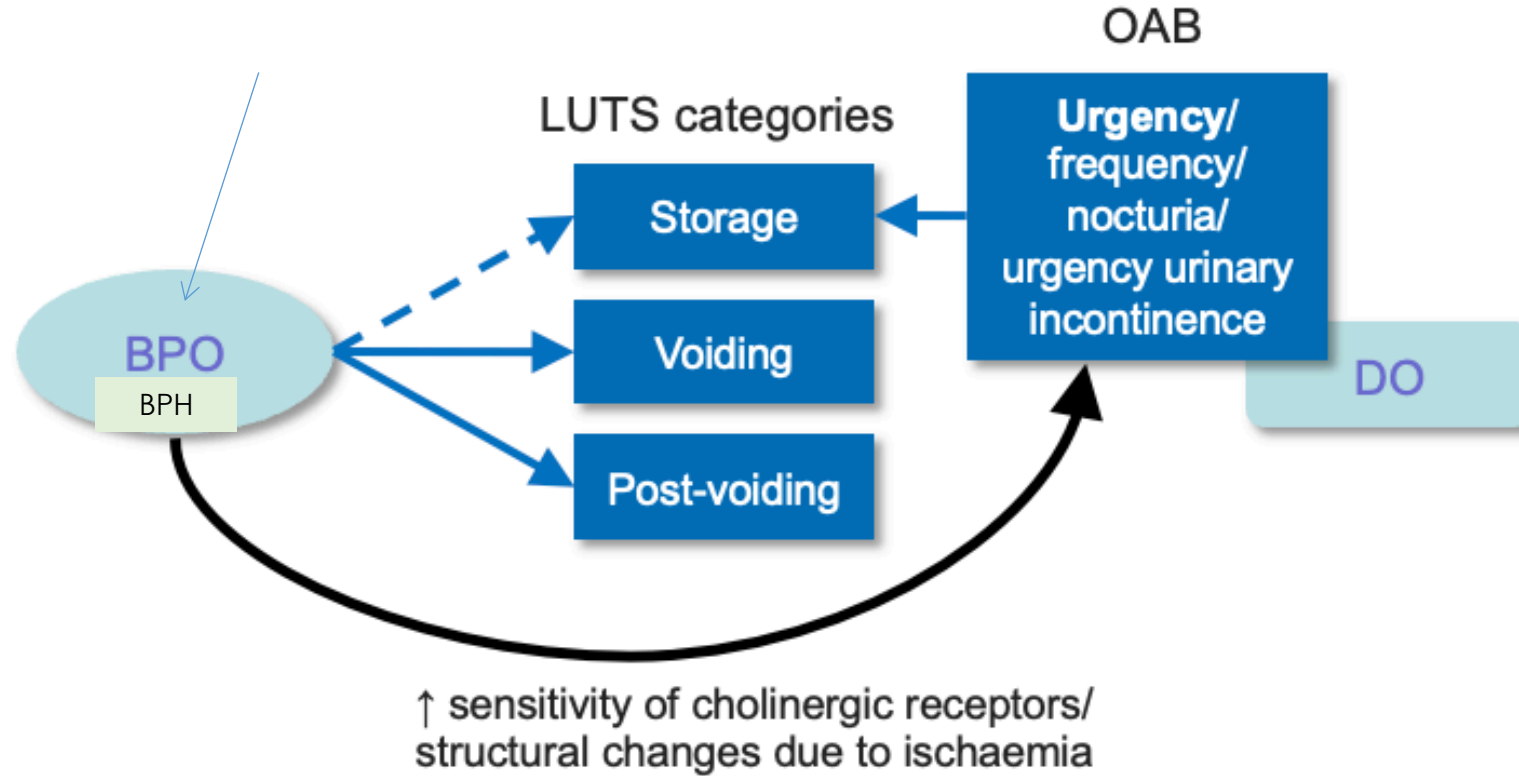 OAB
LUTS categories
Urgency/
frequency/
nocturia/
urgency urinary
incontinence
Storage
BPO
BPH
Voiding
DO
Post-voiding
↑ sensitivity of cholinergic receptors/
structural changes due to ischaemia